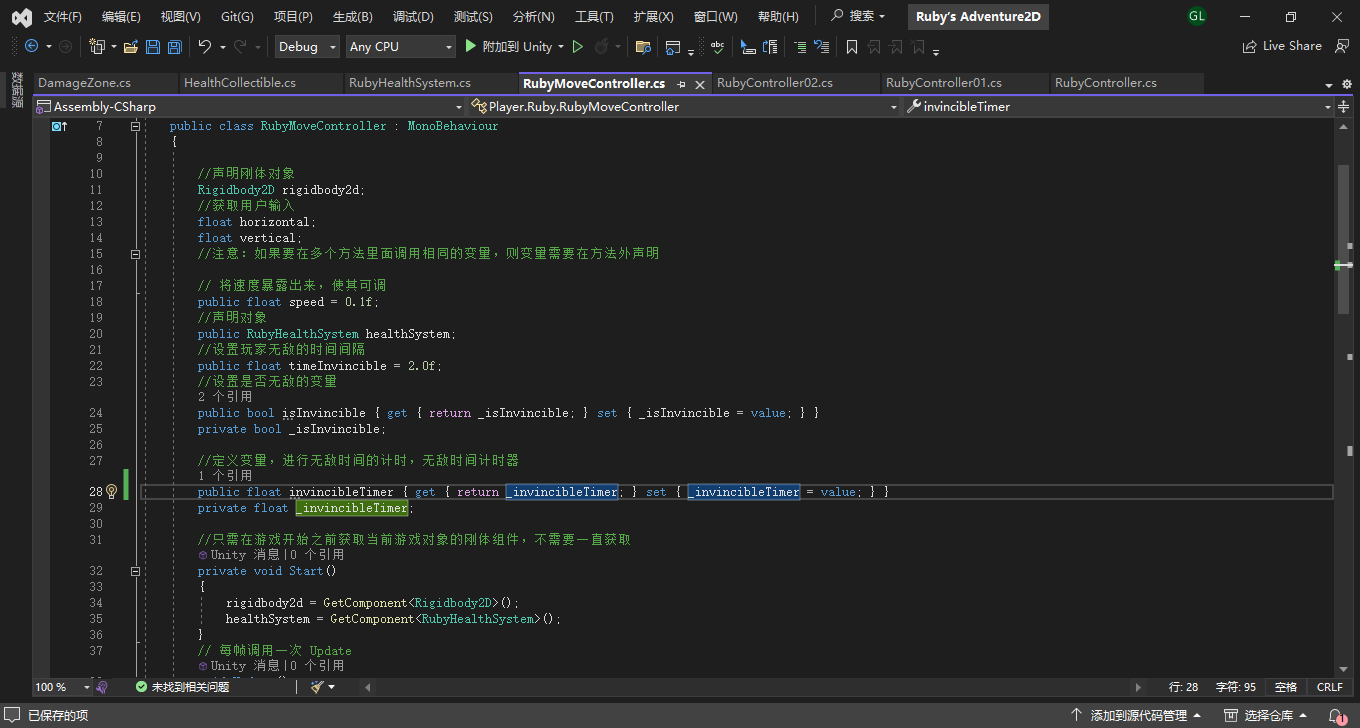 文件(F) 编辑(E) 视图(V) Git(G) 项目(P) 生成(B) 调试(D) 测试(S) 分析(N) 工具(T) 扩展(X) 窗口(W) 帮助(H) 搜索 Ruby's Adventure2D GL
Debug Any CPU 附加到 Unity abc Live Share
数据源
DamageZone.cs HealthCollectible.cs RubyHealthSystem.cs RubyMoveController.cs RubyController02.cs RubyController01.cs RubyController.cs
Assembly-CSharp Player.Ruby.RubyMoveController invincibleTimer
7 public class RubyMoveController : MonoBehaviour
8 {
9
10 //声明刚体对象
11 Rigidbody2D rigidbody2d;
12 //获取用户输入
13 float horizontal;
14 float vertical;
15 //注意：如果要在多个方法里面调用相同的变量，则变量需要在方法外声明
16
17 // 将速度暴露出来，使其可调
18 public float speed = 0.1f;
19 //声明对象
20 public RubyHealthSystem healthSystem;
21 //设置玩家无敌的时间间隔
22 public float timeInvincible = 2.0f;
23 //设置是否无敌的变量
2 个引用
24 public bool isInvincible { get { return _isInvincible; } set { _isInvincible = value; } }
25 private bool _isInvincible;
26
27 //定义变量，进行无敌时间的计时，无敌时间计时器
1 个引用
28 public float invincibleTimer { get { return _invincibleTimer; } set { _invincibleTimer = value; } }
29 private float _invincibleTimer;
30
31 //只需在游戏开始之前获取当前游戏对象的刚体组件，不需要一直获取
Unity 消息|0 个引用
32 private void Start()
33 {
34 rigidbody2d = GetComponent<Rigidbody2D>();
35 healthSystem = GetComponent<RubyHealthSystem>();
36 }
37 // 每帧调用一次 Update
Unity 消息|0 个引用
100 % 未找到相关问题 行: 28 字符: 95 空格 CRLF
已保存的项 添加到源代码管理 选择仓库 1